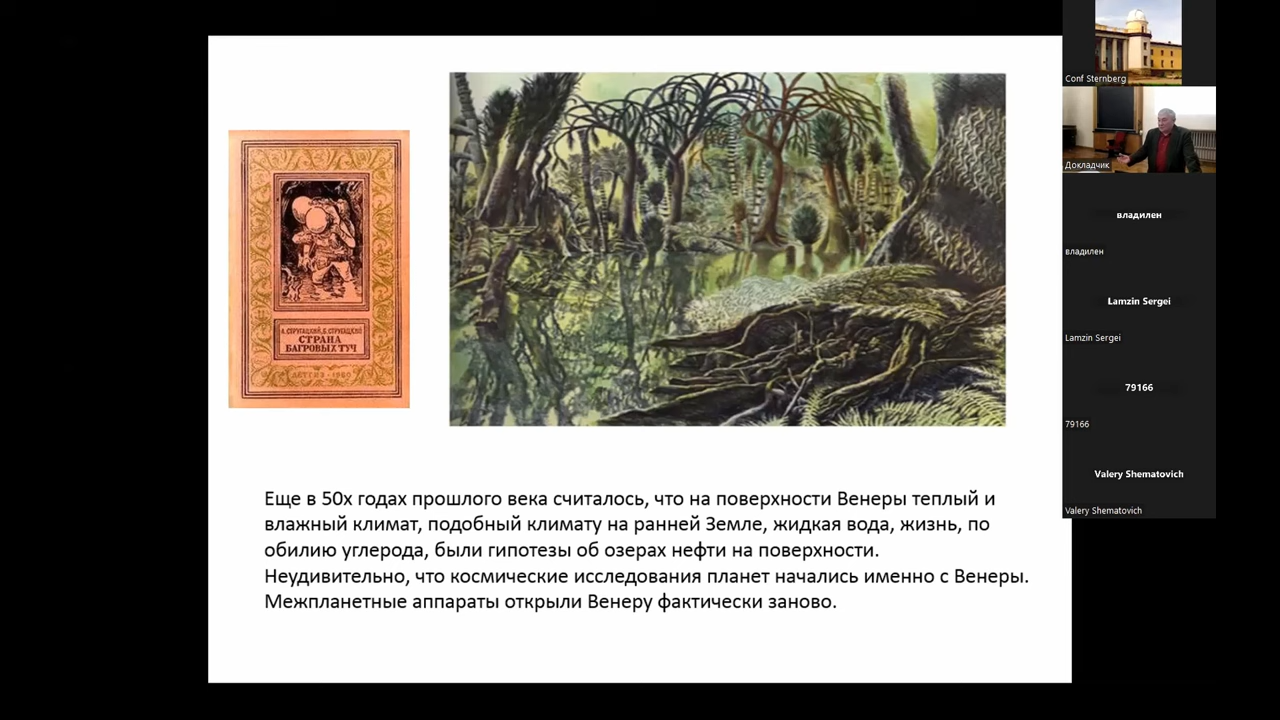 А. СТРУГАЦКИЙ, Б. СТРУГАЦКИЙ
СТРАНА
БАГРОВЫХ ТУЧ
ДЕТГИЗ · 1960
Еще в 50х годах прошлого века считалось, что на поверхности Венеры теплый и
влажный климат, подобный климату на ранней Земле, жидкая вода, жизнь, по
обилию углерода, были гипотезы об озерах нефти на поверхности.
Неудивительно, что космические исследования планет начались именно с Венеры.
Межпланетные аппараты открыли Венеру фактически заново.
Conf Sternberg
Докладчик
владилен
владилен
Lamzin Sergei
Lamzin Sergei
79166
79166
Valery Shematovich
Valery Shematovich